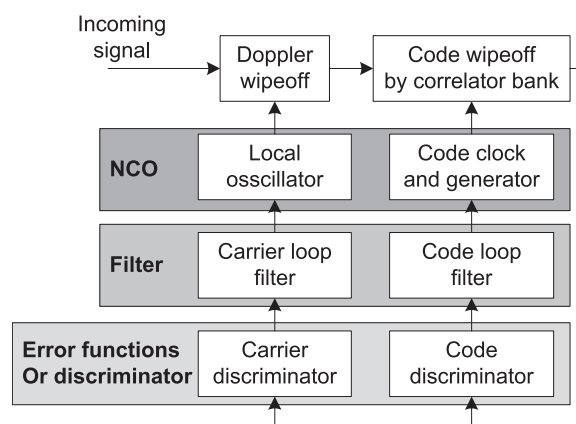 Incoming
signal
Doppler
wipeoff
Code wipeoff
by correlator bank
NCO
Local
osscillator
Code clock
and generator
Filter
Carrier loop
filter
Code loop
filter
Error functions
Or discriminator
Carrier
discriminator
Code
discriminator